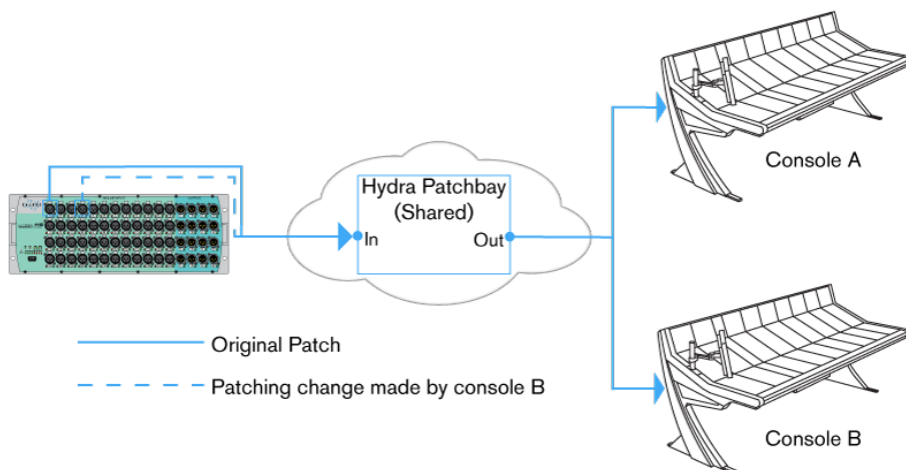 Hydra Patchbay
(Shared)
In
Out
Console A
Original Patch
Patching change made by console B
Console B